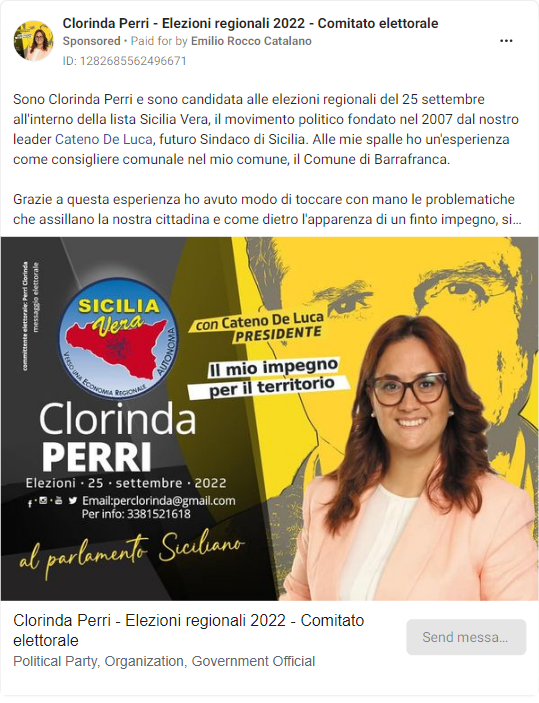 Clorinda Perri - Elezioni regionali 2022 - Comitato elettorale
Sponsored · Paid for by Emilio Rocco Catalano
ID: 1282685562496671
Sono Clorinda Perri e sono candidata alle elezioni regionali del 25 settembre
all'interno della lista Sicilia Vera, il movimento politico fondato nel 2007 dal nostro
leader Cateno De Luca, futuro Sindaco di Sicilia. Alle mie spalle ho un'esperienza
come consigliere comunale nel mio comune, il Comune di Barrafranca.
Grazie a questa esperienza ho avuto modo di toccare con mano le problematiche
che assillano la nostra cittadina e come dietro l'apparenza di un finto impegno, si...
committente elettorale: Perri Clorinda
messaggio elettorale
SICILIA
Vera
VERSO UNA ECONOMIA REGIONALE AUTONOMA
con Cateno De Luca
PRESIDENTE
Il mio impegno
per il territorio
Clorinda
PERRI
Elezioni · 25 · settembre · 2022
Email:perclorinda@gmail.com
Per info: 3381521618
al parlamento Siciliano
Clorinda Perri - Elezioni regionali 2022 - Comitato
elettorale
Political Party, Organization, Government Official
Send messa...